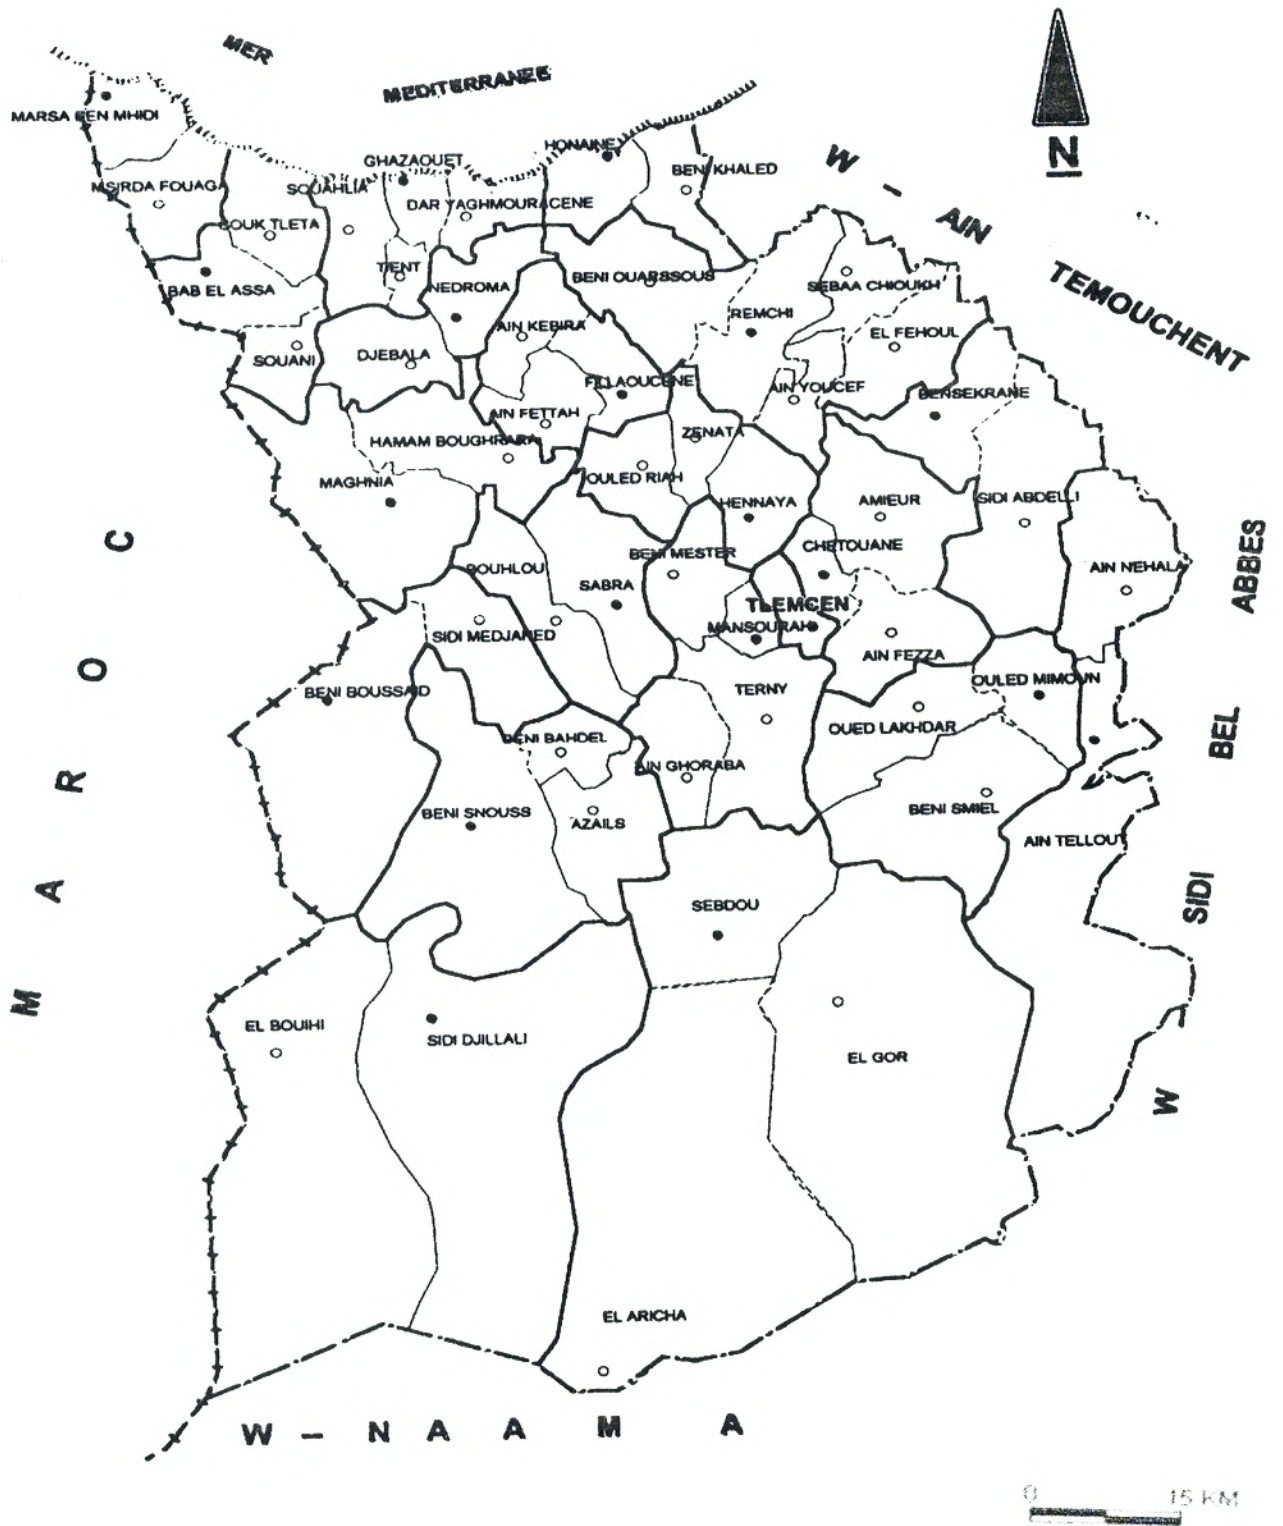 MER
MEDITERRANEE
N
MARSA BEN MHIDI
HONAINE
GHAZAOUET
BENI KHALED
W - AIN
TEMOUCHENT
MSIRDA FOUAGA
SOUAHLIA
DAR YAGHMOURACENE
SOUK TLETA
TIENT
BENI OUARSSOUS
NEDROMA
BAB EL ASSA
SEBAA CHIOUKH
REMCHI
AIN KEBIRA
EL FEHOUL
SOUANI
DJEBALA
FILLAOUCENE
AIN YOUCEF
BENSEKRANE
AIN FETTAH
ZENATA
HAMAM BOUGHRARA
MAGHNIA
OULED RIAH
HENNAYA
AMIEUR
SIDI ABDELLI
CHETOUANE
BENI MESTER
AIN NEHALA
BOUHLOU
SABRA
TLEMCEN
MANSOURAH
SIDI MEDJAHED
AIN FEZZA
BENI BOUSSAID
TERNY
OULED MIMOUN
OUED LAKHDAR
BENI BAHDEL
AIN GHORABA
BENI SNOUSS
AZAILS
BENI SMIEL
AIN TELLOUT
SEBDOU
EL BOUIHI
SIDI DJILLALI
EL GOR
EL ARICHA
MAROC
W SIDI BEL ABBES
W - NAAMA
0 15 KM